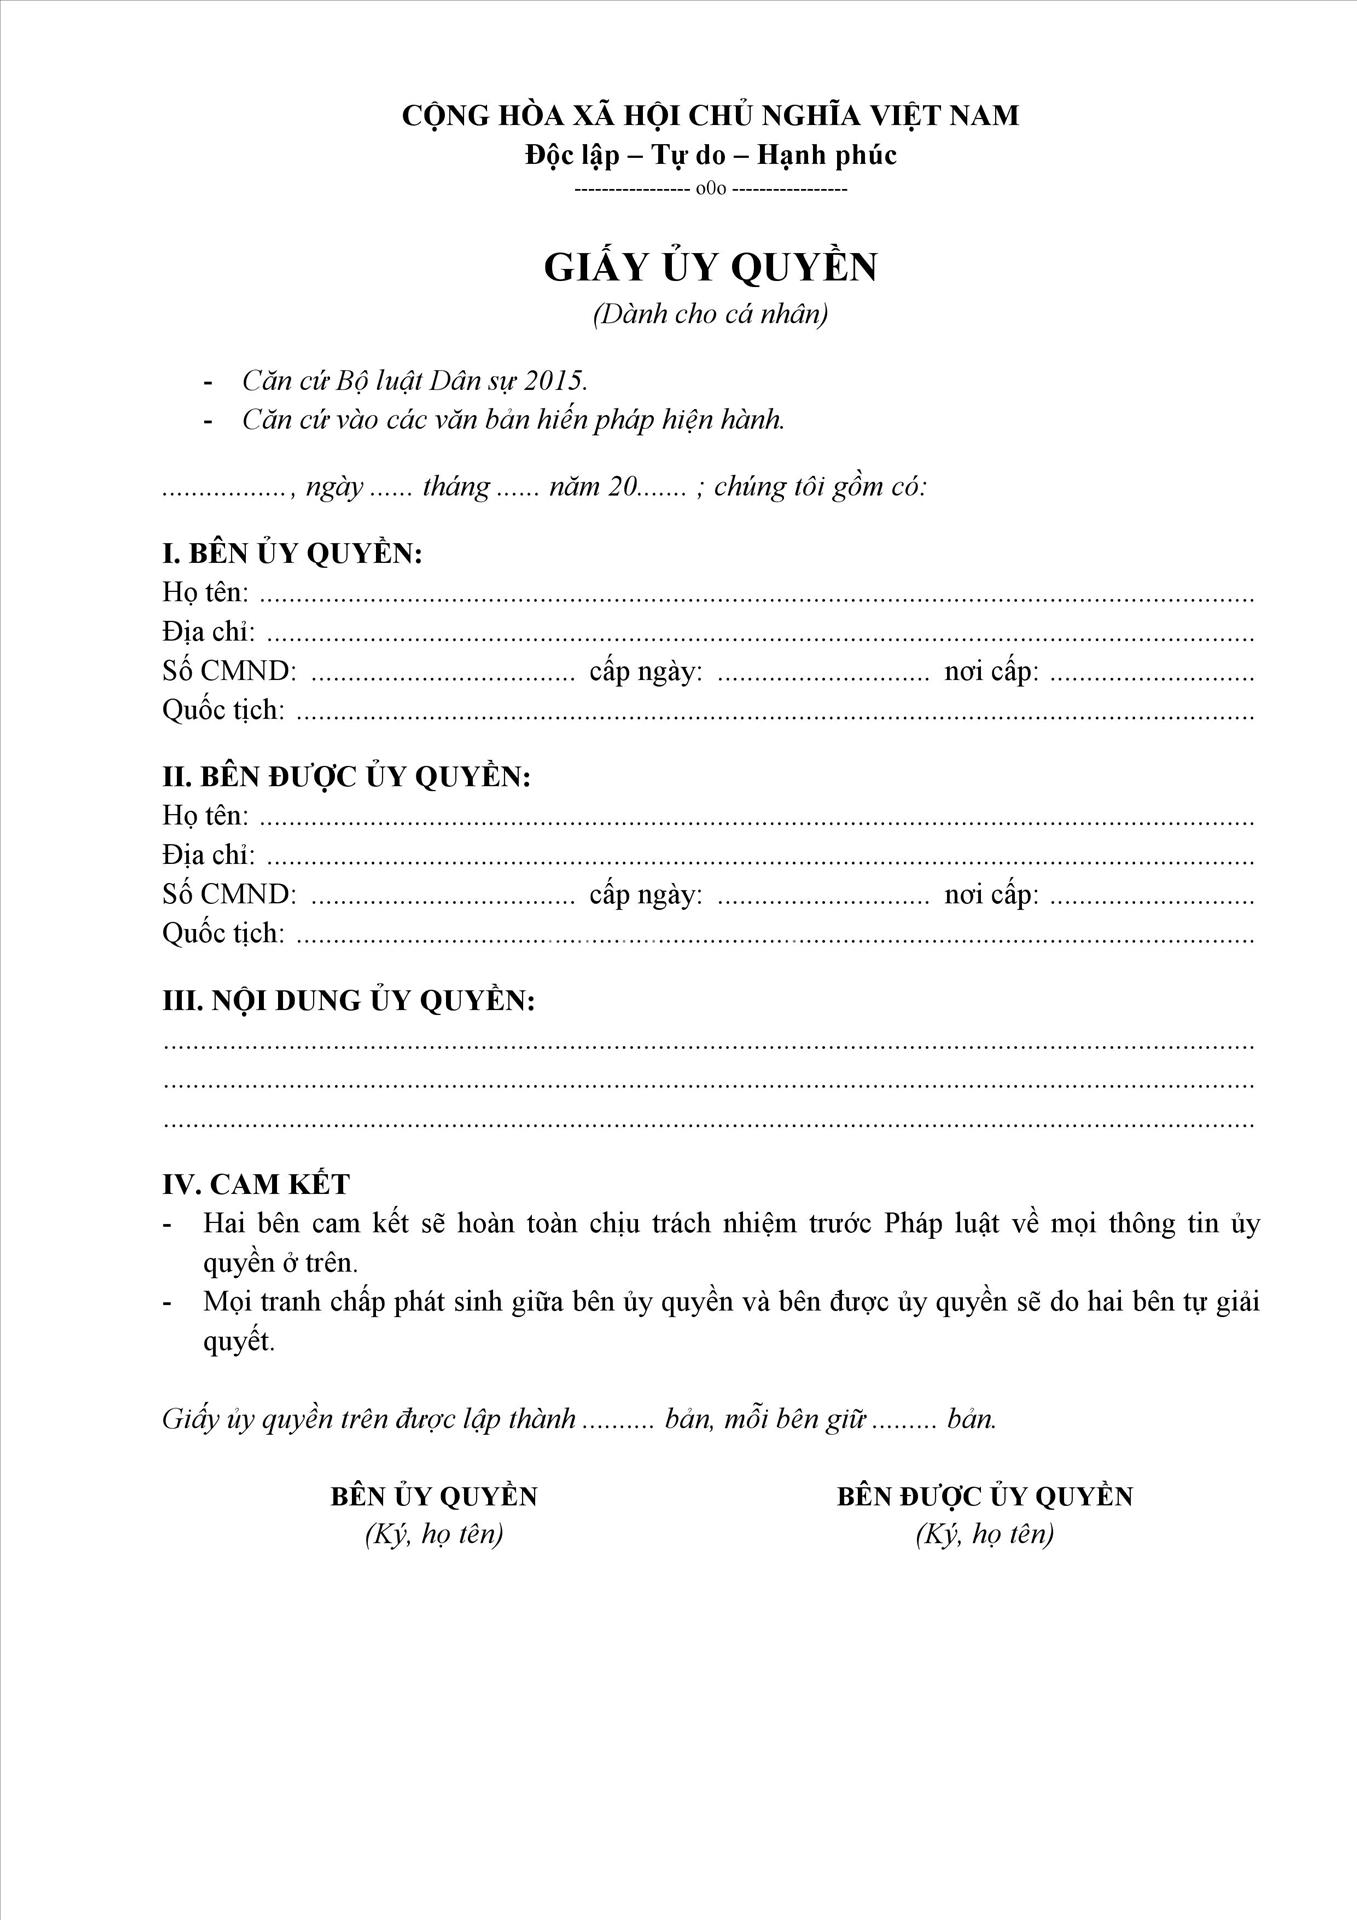 CỘNG HÒA XÃ HỘI CHỦ NGHĨA VIỆT NAM
Độc lập – Tự do – Hạnh phúc
----------------- o0o -----------------
GIẤY ỦY QUYỀN
(Dành cho cá nhân)
- Căn cứ Bộ luật Dân sự 2015.
- Căn cứ vào các văn bản hiến pháp hiện hành.
................., ngày ...... tháng ...... năm 20....... ; chúng tôi gồm có:
I. BÊN ỦY QUYỀN:
Họ tên: ........................................................................
Địa chỉ: ........................................................................
Số CMND: .................................... cấp ngày: ............................. nơi cấp: ............................
Quốc tịch: ........................................................................
II. BÊN ĐƯỢC ỦY QUYỀN:
Họ tên: ........................................................................
Địa chỉ: ........................................................................
Số CMND: .................................... cấp ngày: ............................. nơi cấp: ............................
Quốc tịch: ........................................................................
III. NỘI DUNG ỦY QUYỀN:
........................................................................
........................................................................
........................................................................
IV. CAM KẾT
- Hai bên cam kết sẽ hoàn toàn chịu trách nhiệm trước Pháp luật về mọi thông tin ủy
quyền ở trên.
- Mọi tranh chấp phát sinh giữa bên ủy quyền và bên được ủy quyền sẽ do hai bên tự giải
quyết.
Giấy ủy quyền trên được lập thành .......... bản, mỗi bên giữ ......... bản.
BÊN ỦY QUYỀN BÊN ĐƯỢC ỦY QUYỀN
(Ký, họ tên) (Ký, họ tên)